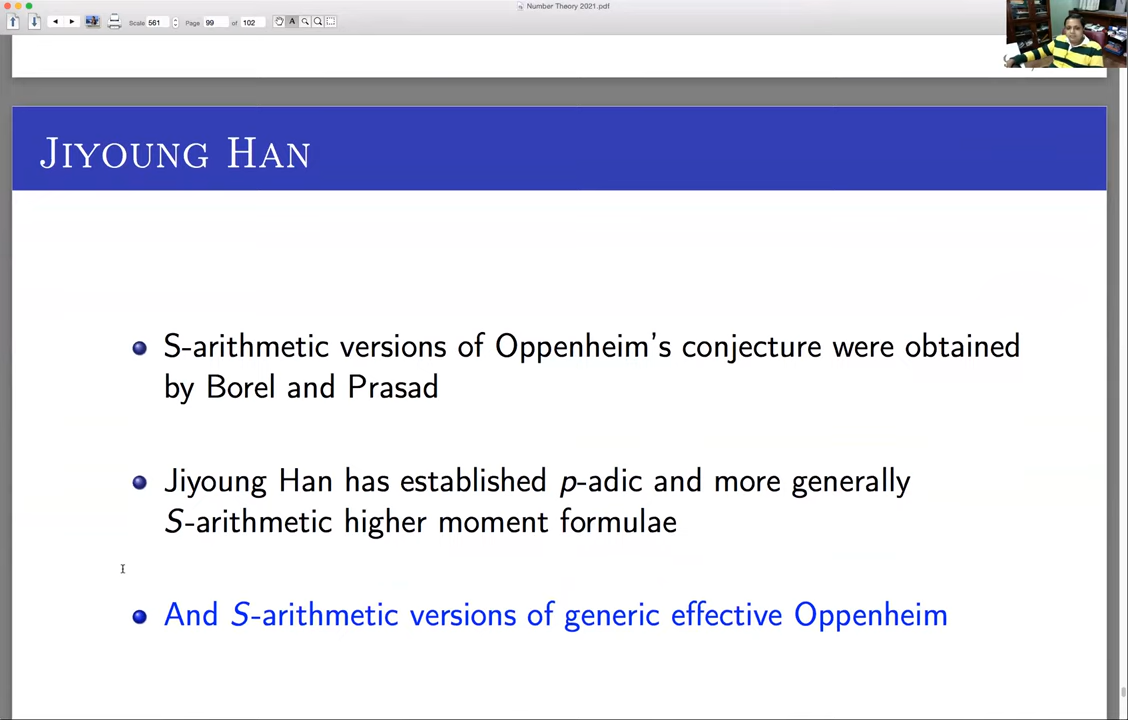 Number Theory 2021.pdf
Scale 561 Page 99 of 102
JIYOUNG HAN
S-arithmetic versions of Oppenheim's conjecture were obtained
by Borel and Prasad
Jiyoung Han has established p-adic and more generally
S-arithmetic higher moment formulae
And S-arithmetic versions of generic effective Oppenheim